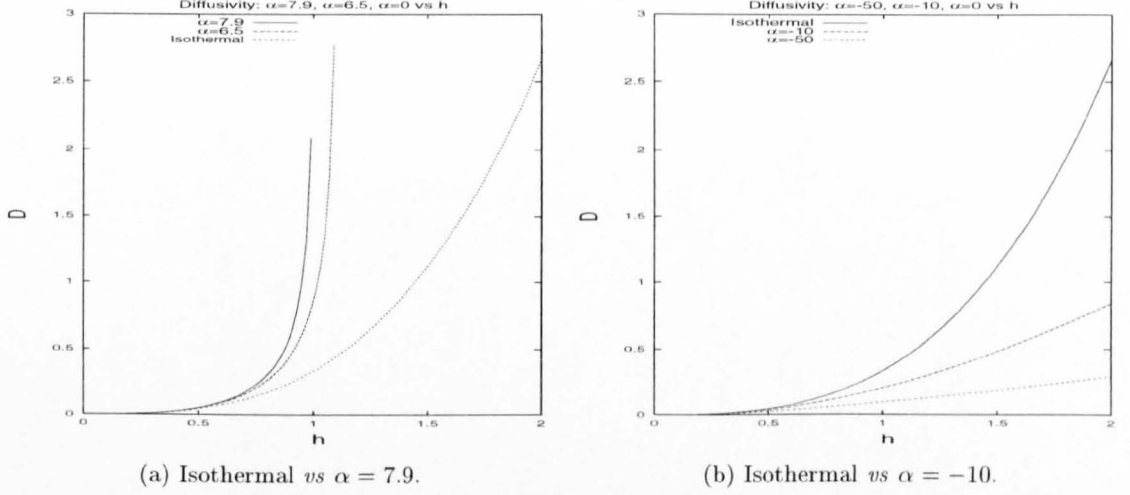 Diffusivity: α=7.9, α=6.5, α=0 vs h
α=7.9
α=6.5
Isothermal
3
2.5
2
1.5
1
0.5
0
D
0
0.5
1
1.5
2
h
(a) Isothermal vs α = 7.9.
Diffusivity: α=-50, α=-10, α=0 vs h
Isothermal
α=-10
α=-50
3
2.5
2
1.5
1
0.5
0
D
0
0.5
1
1.5
2
h
(b) Isothermal vs α = −10.